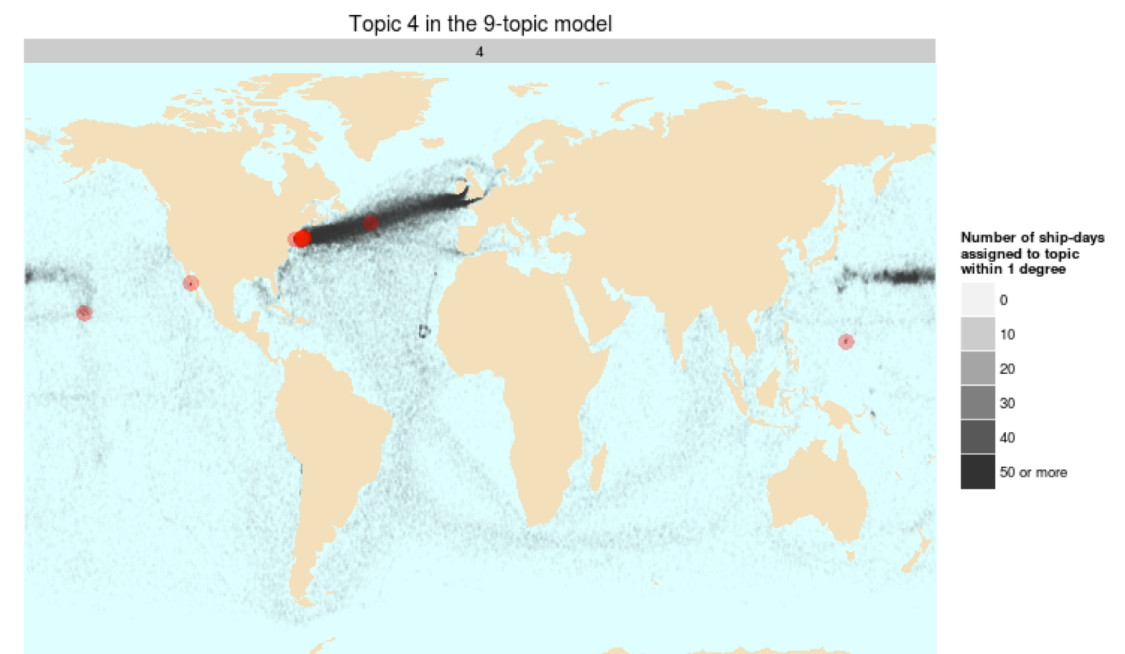 Topic 4 in the 9-topic model
4
Number of ship-days
assigned to topic
within 1 degree
0
10
20
30
40
50 or more